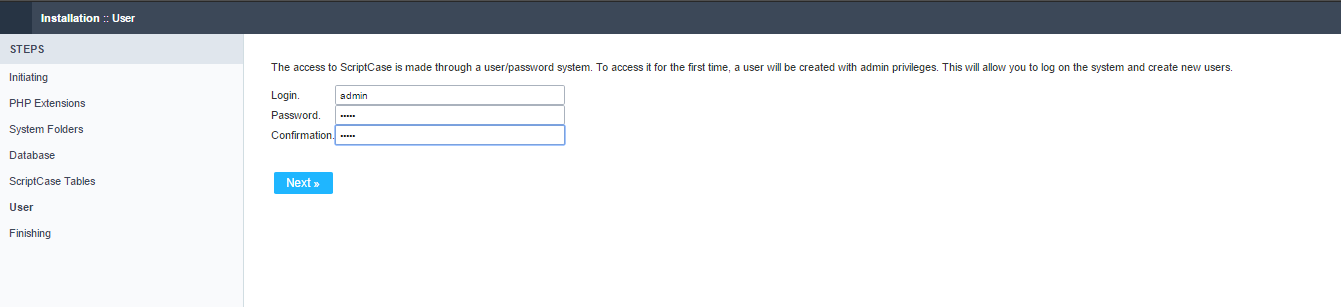 Installation :: User
STEPS
Initiating
PHP Extensions
System Folders
Database
ScriptCase Tables
User
Finishing
The access to ScriptCase is made through a user/password system. To access it for the first time, a user will be created with admin privileges. This will allow you to log on the system and create new users.
Login. admin
Password. •••••
Confirmation. •••••
Next »